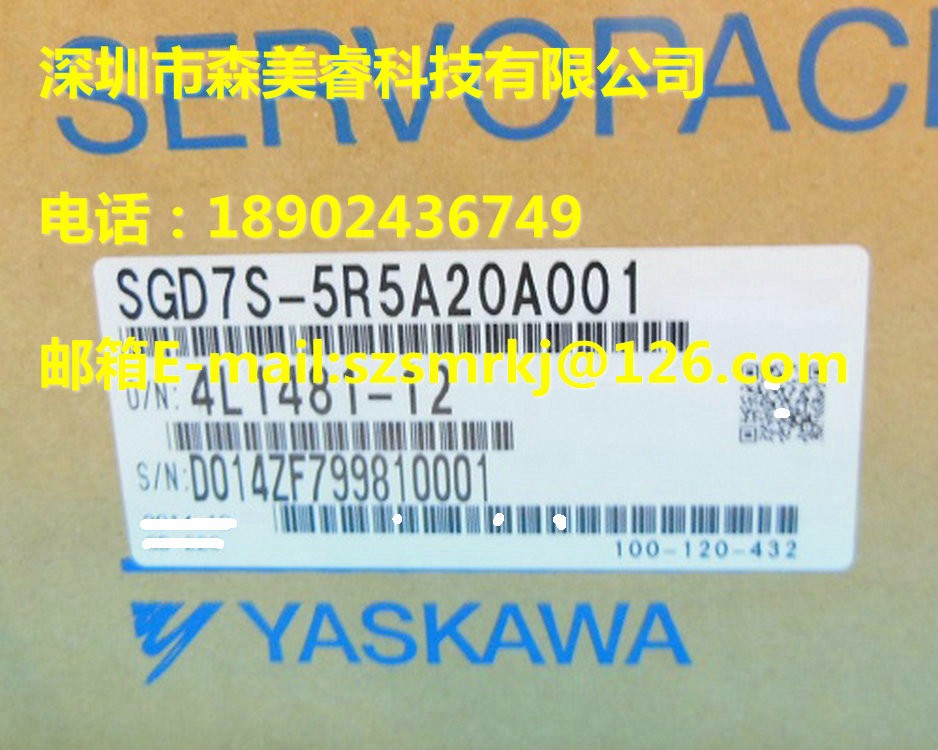 SERVOPAC
深圳市森美睿科技有限公司
电话：18902436749
SGD7S-5R5A20A001
邮箱E-mail:szsmrkj@126.com
O/N: 4L1481-12
S/N: D014ZF799810001
100-120-432
YASKAWA